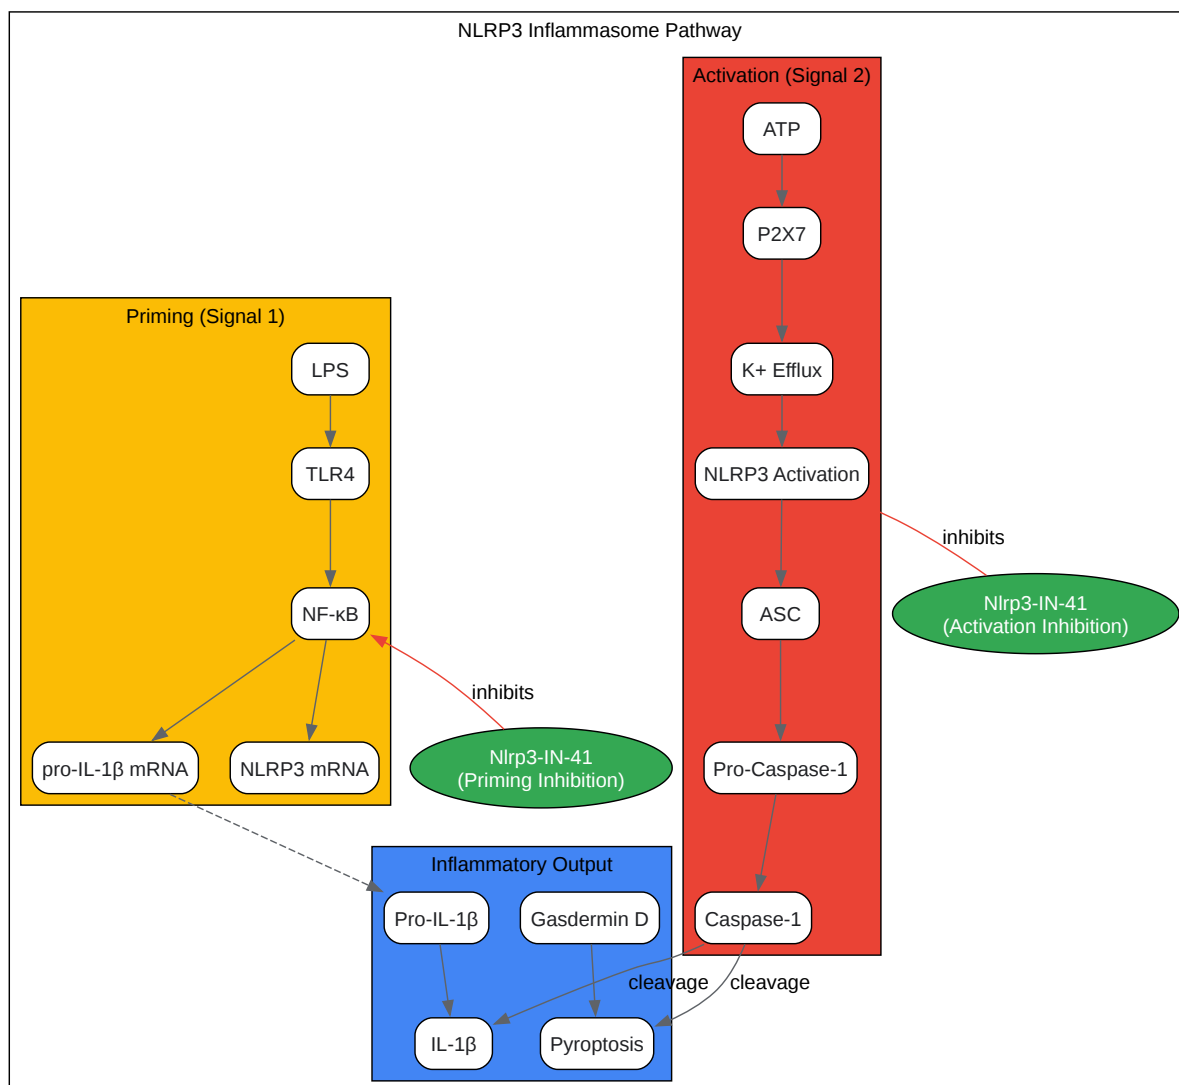 NLRP3 Inflammasome Pathway
Activation (Signal 2)
ATP
P2X7
K+ Efflux
NLRP3 Activation
ASC
Pro-Caspase-1
Caspase-1
Priming (Signal 1)
LPS
TLR4
NF-κB
pro-IL-1β mRNA
NLRP3 mRNA
inhibits
Nlrp3-IN-41
(Activation Inhibition)
inhibits
Nlrp3-IN-41
(Priming Inhibition)
Inflammatory Output
Pro-IL-1β
Gasdermin D
cleavage
cleavage
IL-1β
Pyroptosis